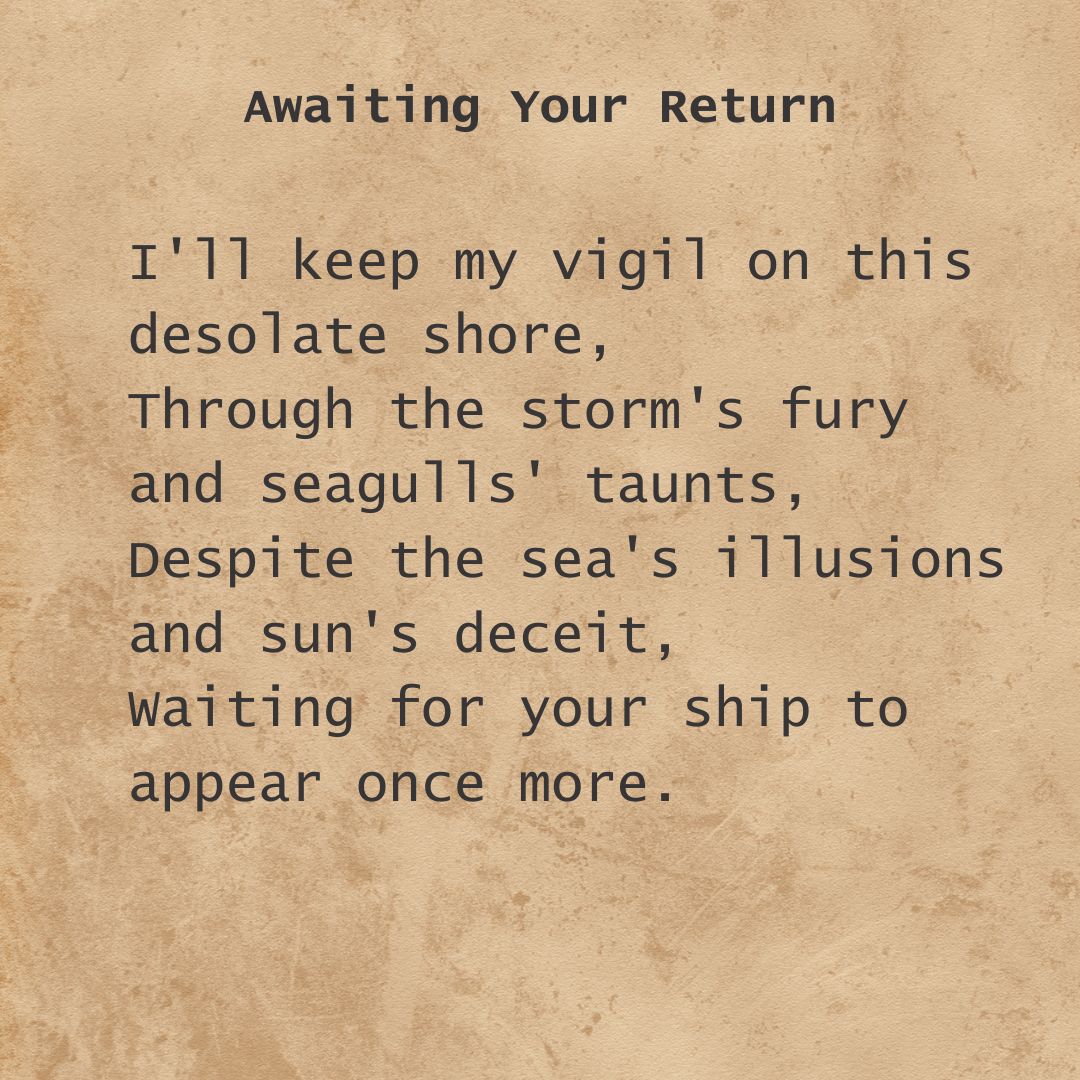 Awaiting Your Return
I'll keep my vigil on this
desolate shore,
Through the storm's fury
and seagulls' taunts,
Despite the sea's illusions
and sun's deceit,
Waiting for your ship to
appear once more.